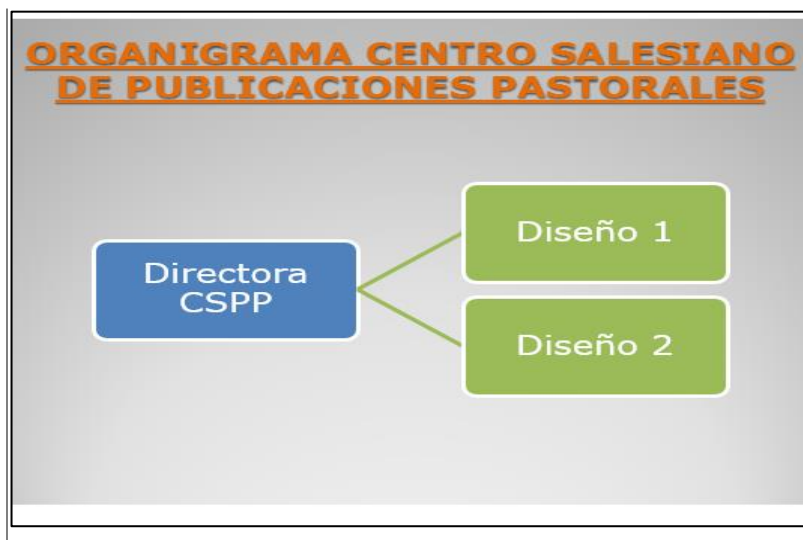 ORGANIGRAMA CENTRO SALESIANO
DE PUBLICACIONES PASTORALES
Directora
CSPP
Diseño 1
Diseño 2